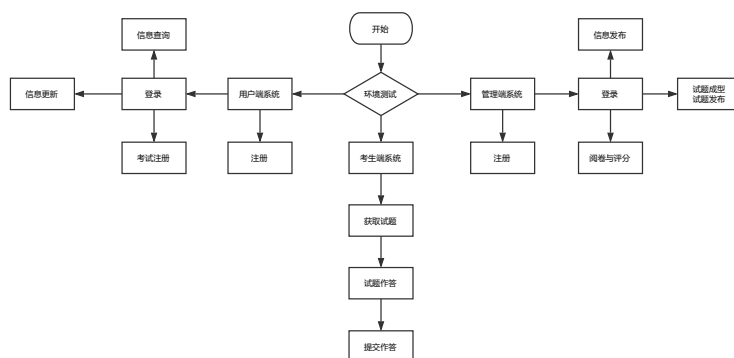 开始
信息查询
信息发布
信息更新
登录
用户端系统
环境测试
管理端系统
登录
试题成型
试题发布
考试注册
注册
考生端系统
注册
阅卷与评分
获取试题
试题作答
提交作答